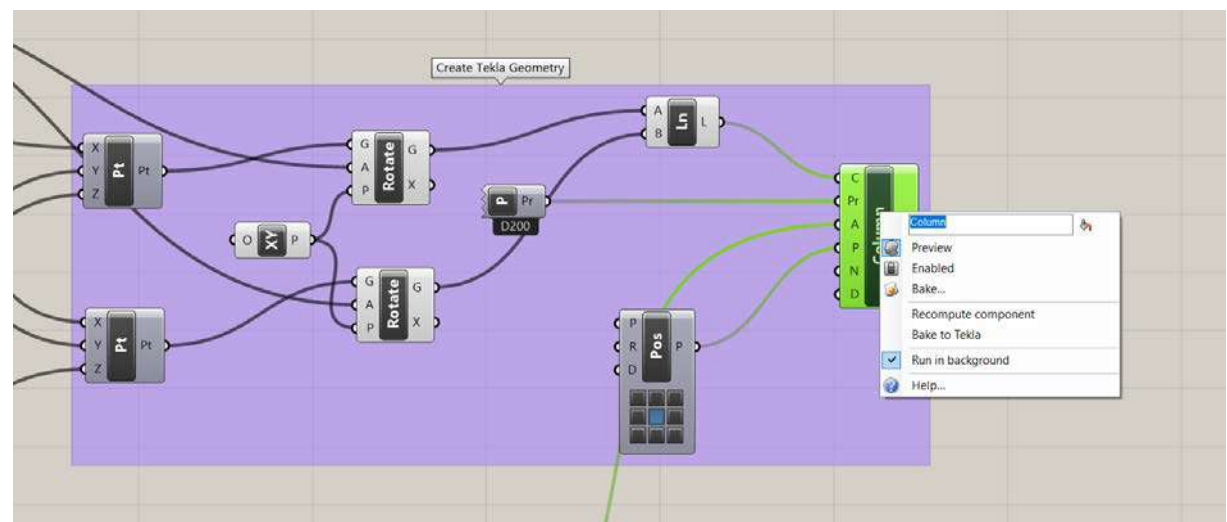 Create Tekla Geometry
X
Y
Z
Pt
Pt
G
A
P
Rotate
G
X
A
B
Ln
L
O
XY
P
P
Pr
D200
G
A
P
Rotate
G
X
X
Y
Z
Pt
Pt
P
R
D
Pos
P
C
Pr
A
P
N
D
Column
Column
Preview
Enabled
Bake...
Recompute component
Bake to Tekla
Run in background
Help...